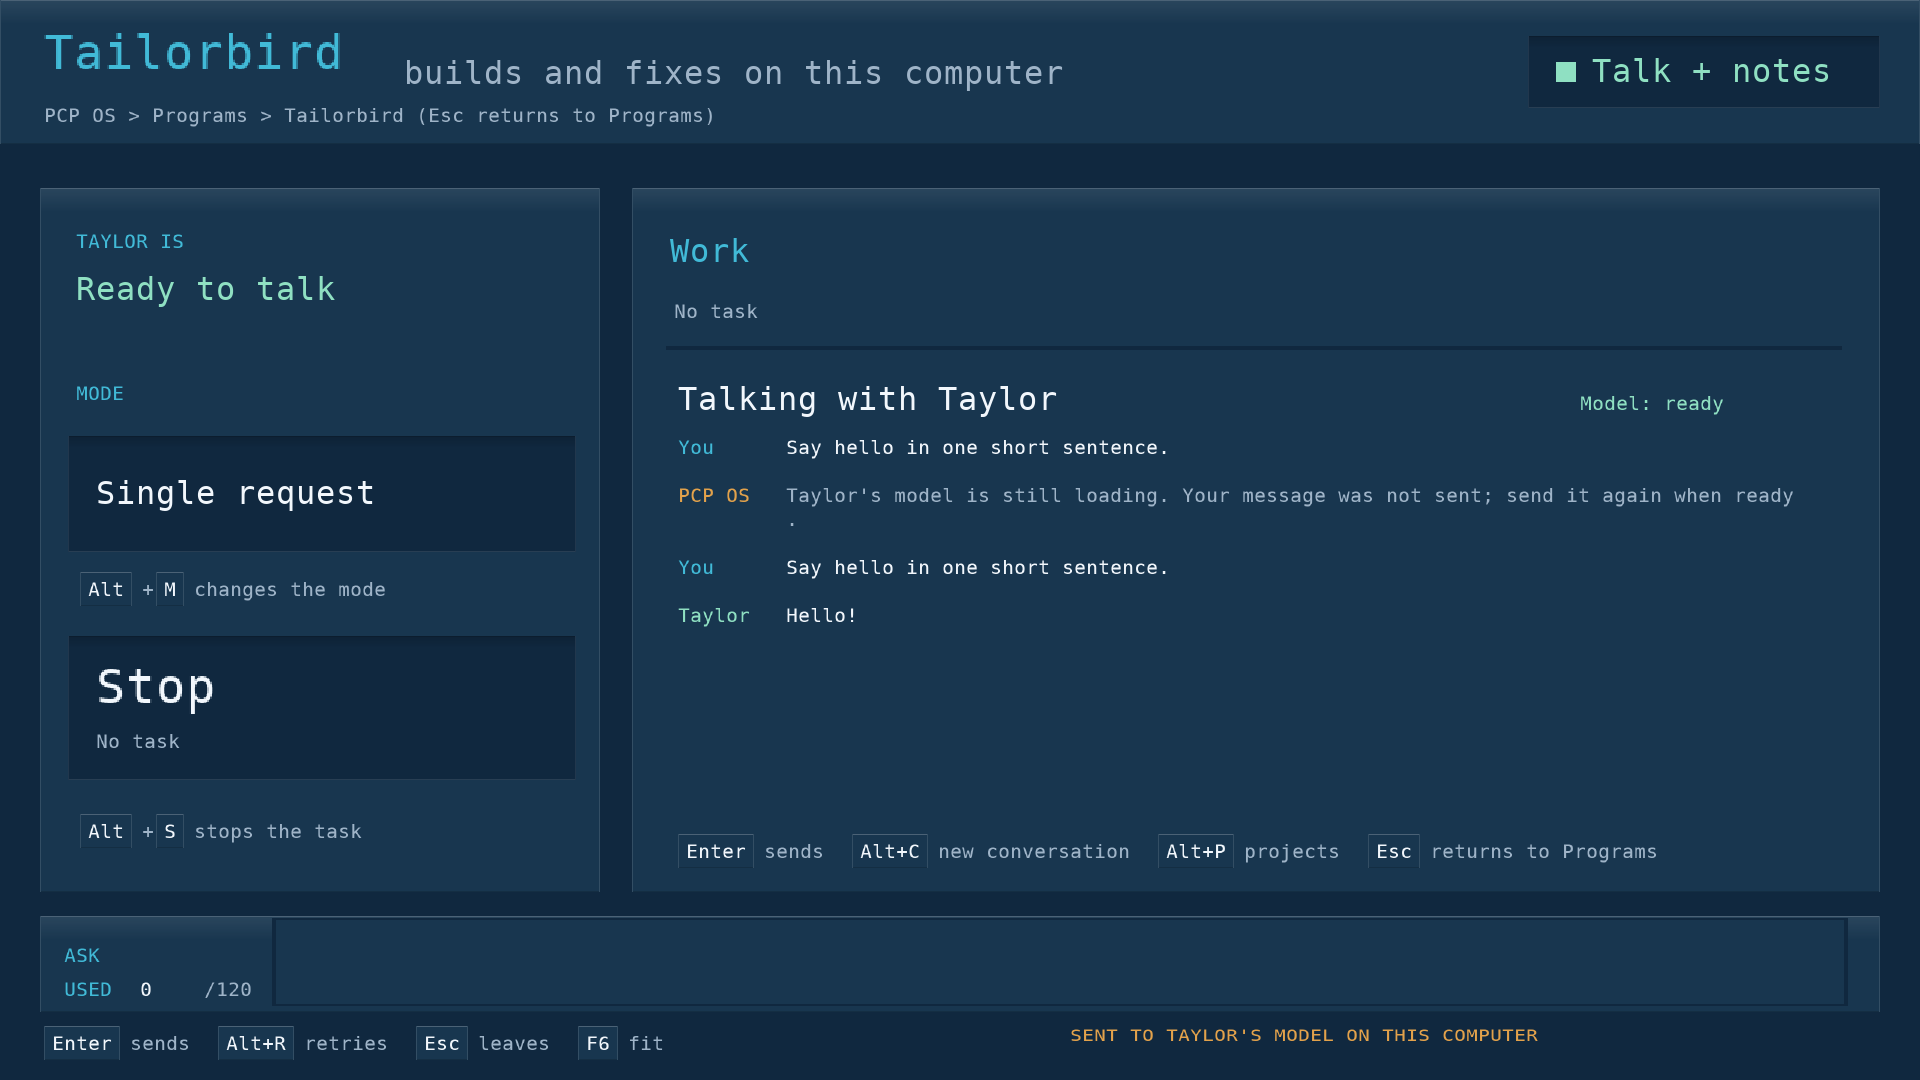 Tailorbird
builds and fixes on this computer
Talk + notes
PCP OS > Programs > Tailorbird (Esc returns to Programs)
TAYLOR IS
Ready to talk
MODE
Single request
Alt + M changes the mode
Stop
No task
Alt + S stops the task
Work
No task
Talking with Taylor
Model: ready
You Say hello in one short sentence.
PCP OS Taylor's model is still loading. Your message was not sent; send it again when ready
.
You Say hello in one short sentence.
Taylor Hello!
Enter sends Alt+C new conversation Alt+P projects Esc returns to Programs
ASK
USED 0 /120
Enter sends Alt+R retries Esc leaves F6 fit
SENT TO TAYLOR'S MODEL ON THIS COMPUTER